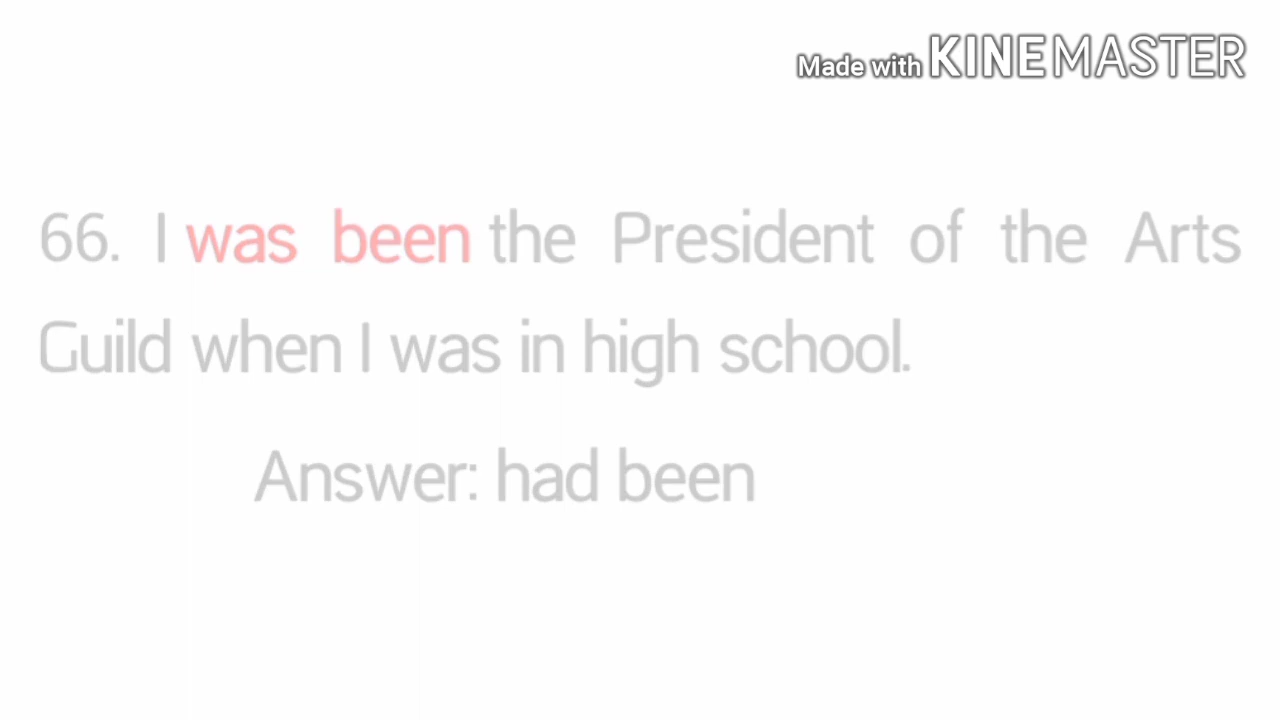 Made with KINEMASTER
66. I was been the President of the Arts
Guild when I was in high school.
Answer: had been